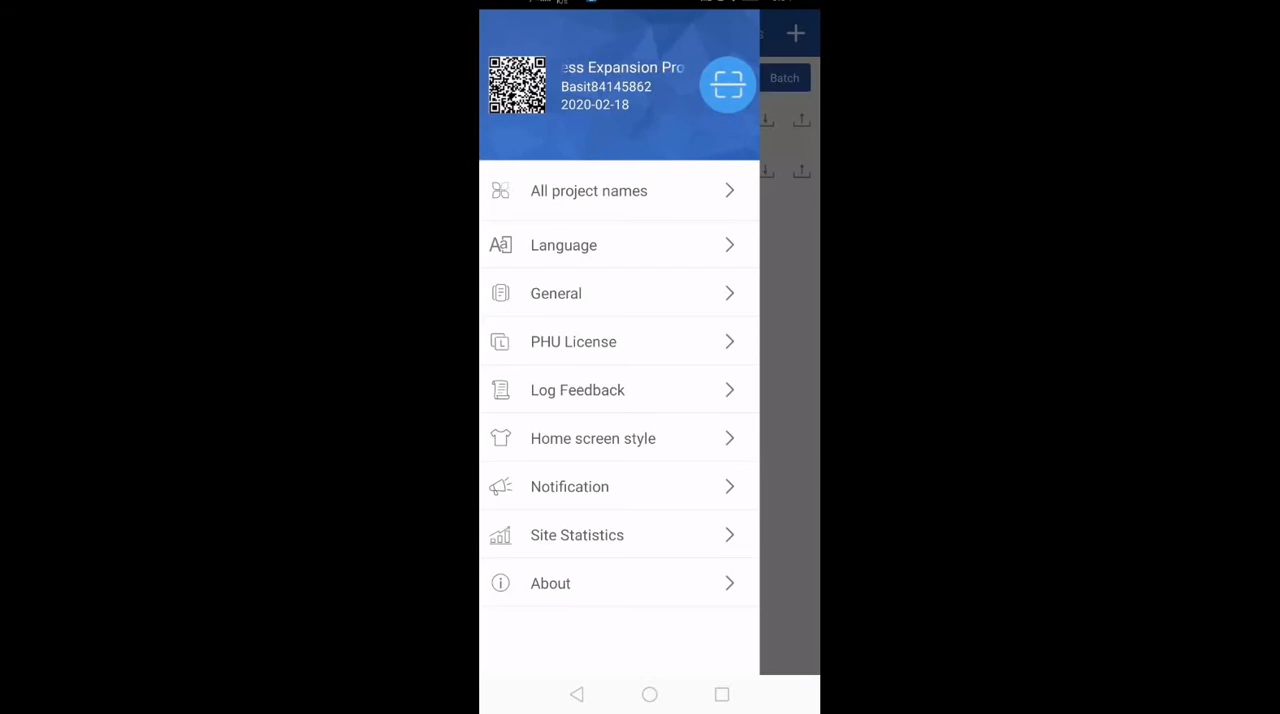 ess Expansion Pro
Basit84145862
2020-02-18
Batch
All project names
Language
General
PHU License
Log Feedback
Home screen style
Notification
Site Statistics
About